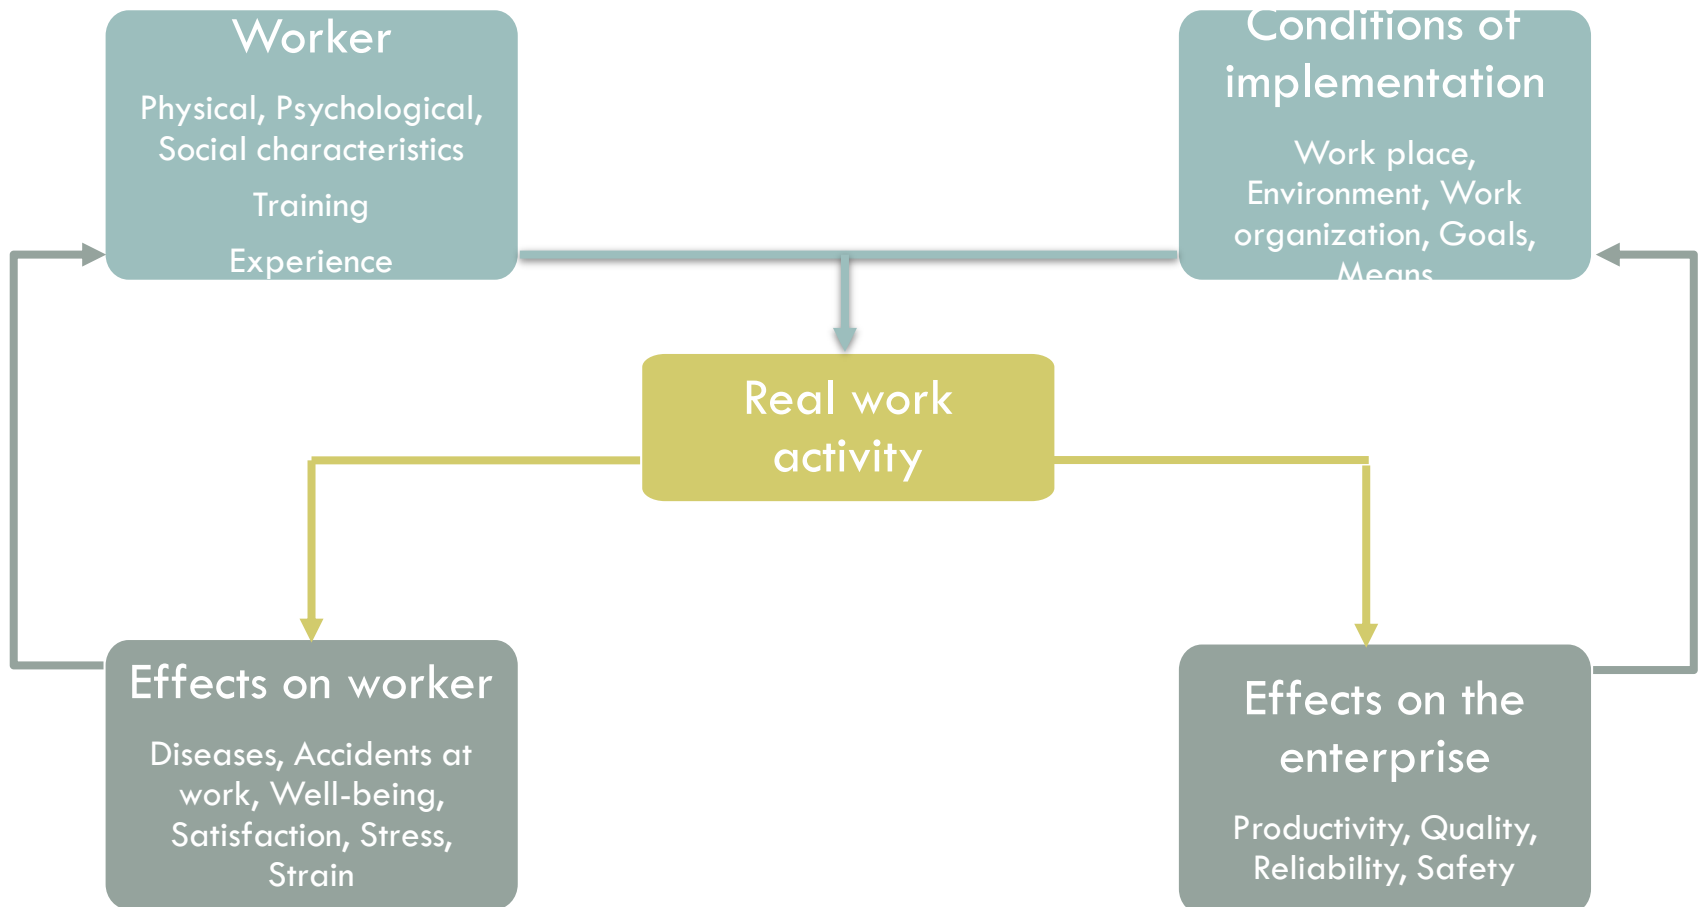 Worker
Physical, Psychological,
Social characteristics
Training
Experience
Conditions of
implementation
Work place,
Environment, Work
organization, Goals,
Means
Real work
activity
Effects on worker
Diseases, Accidents at
work, Well-being,
Satisfaction, Stress,
Strain
Effects on the
enterprise
Productivity, Quality,
Reliability, Safety